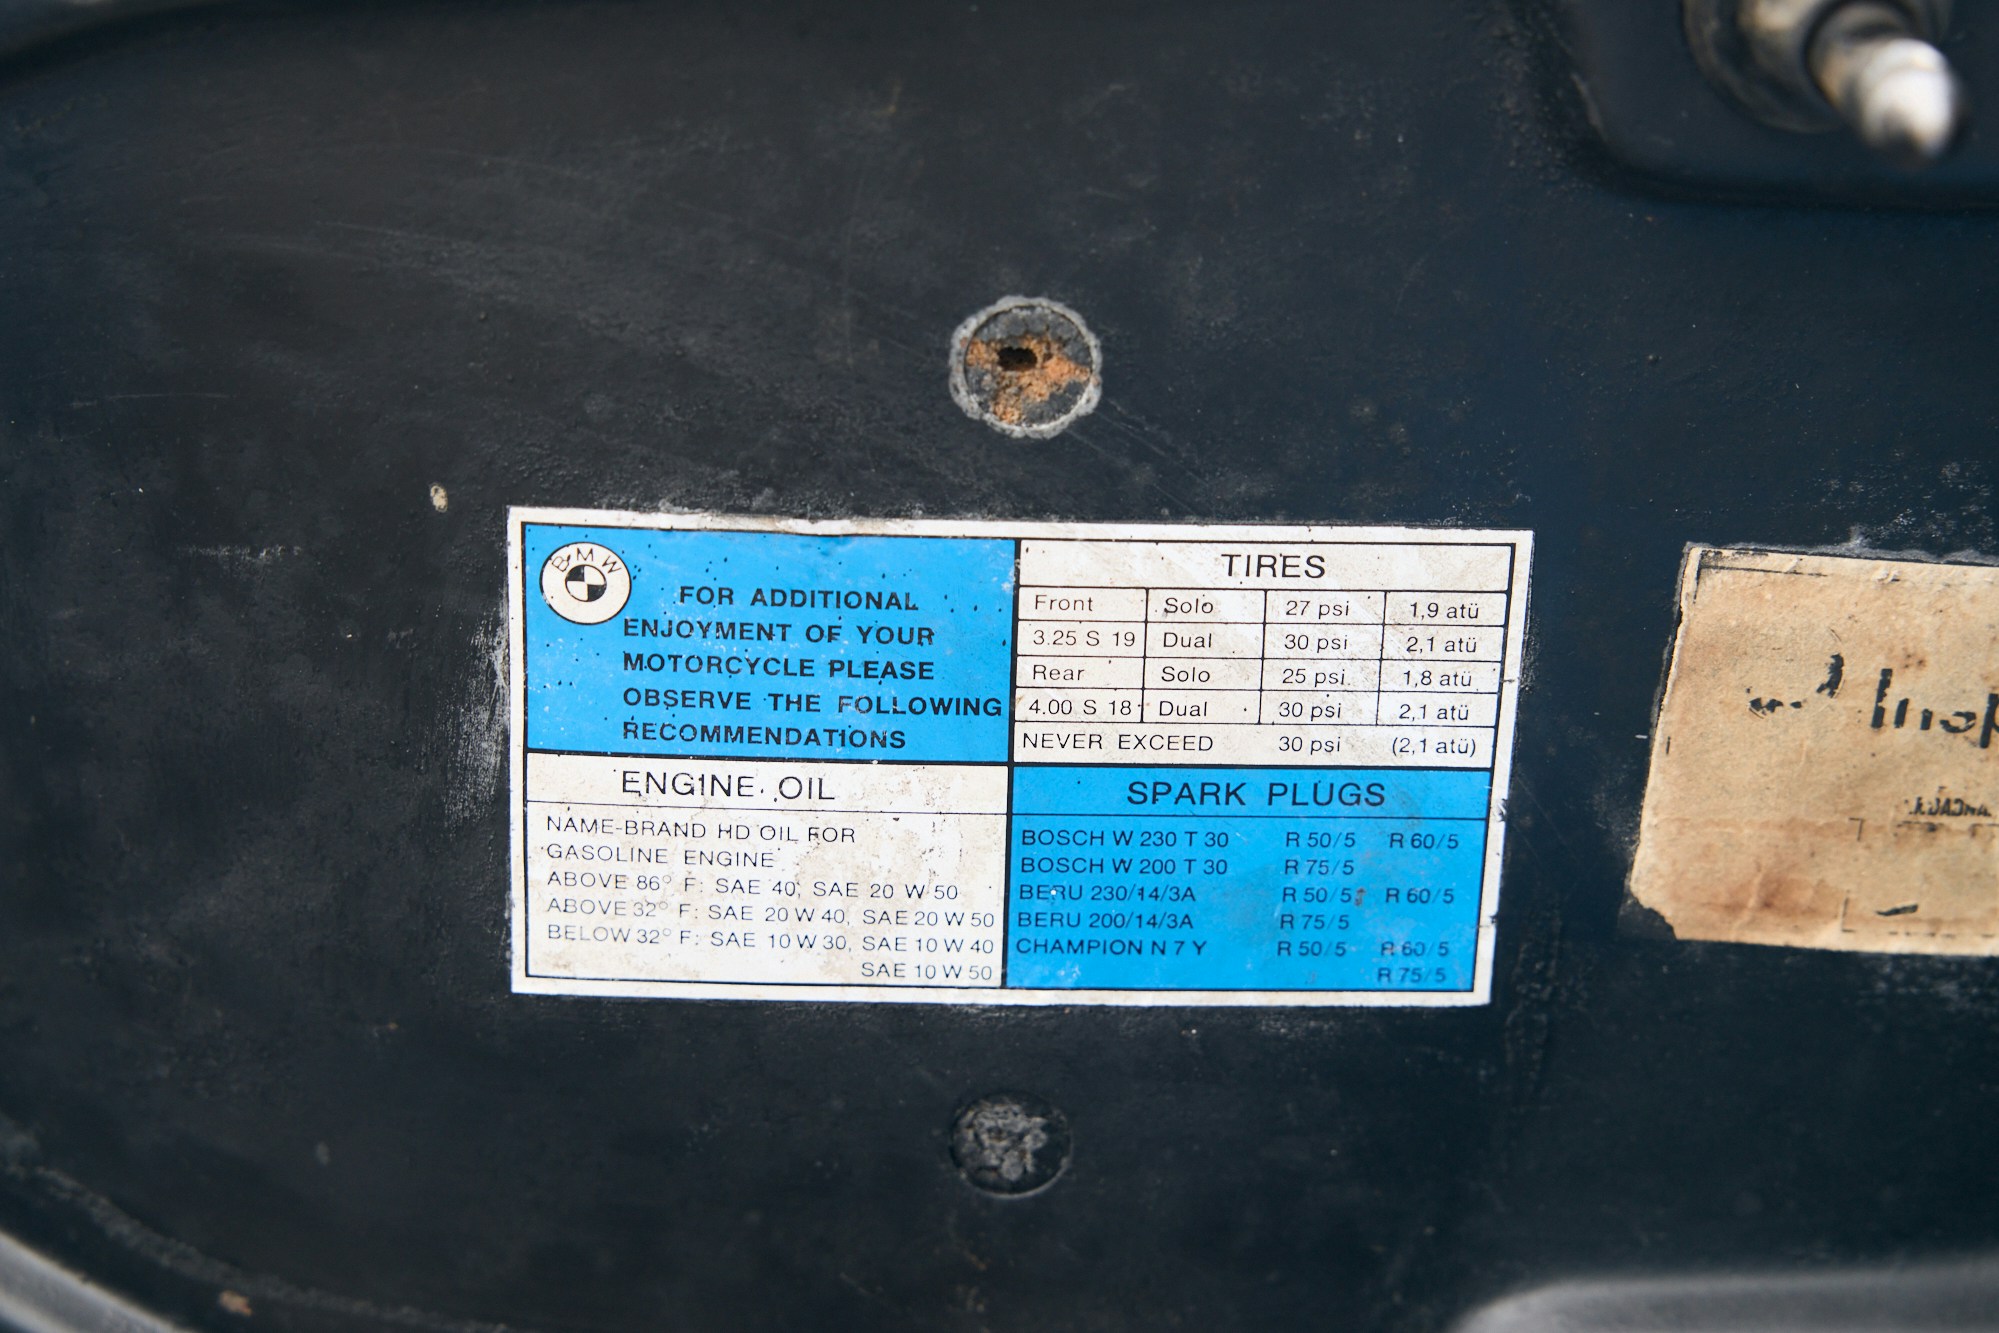 BMW
FOR ADDITIONAL
ENJOYMENT OF YOUR
MOTORCYCLE PLEASE
OBSERVE THE FOLLOWING
RECOMMENDATIONS
TIRES
Front Solo 27 psi 1,9 atü
3.25 S 19 Dual 30 psi 2,1 atü
Rear Solo 25 psi 1,8 atü
4.00 S 18 Dual 30 psi 2,1 atü
NEVER EXCEED 30 psi (2,1 atü)
ENGINE OIL
NAME-BRAND HD OIL FOR
GASOLINE ENGINE
ABOVE 86° F: SAE 40, SAE 20 W 50
ABOVE 32° F: SAE 20 W 40, SAE 20 W 50
BELOW 32° F: SAE 10 W 30, SAE 10 W 40
SAE 10 W 50
SPARK PLUGS
BOSCH W 230 T 30 R 50/5 R 60/5
BOSCH W 200 T 30 R 75/5
BERU 230/14/3A R 50/5 R 60/5
BERU 200/14/3A R 75/5
CHAMPION N 7 Y R 50/5 R 60/5
R 75/5